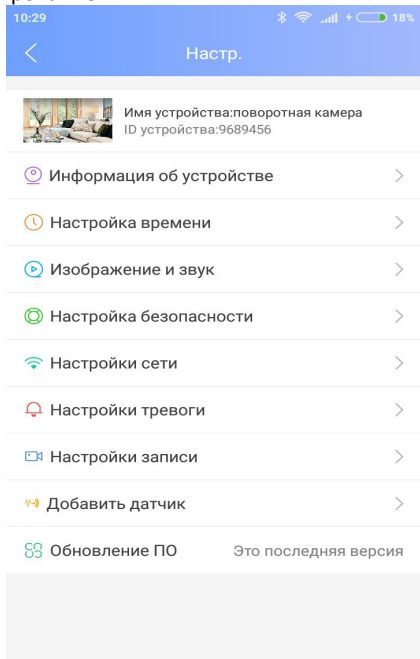 10:29 18%
Настр.
Имя устройства:поворотная камера
ID устройства:9689456
Информация об устройстве
Настройка времени
Изображение и звук
Настройка безопасности
Настройки сети
Настройки тревоги
Настройки записи
Добавить датчик
Обновление ПО Это последняя версия